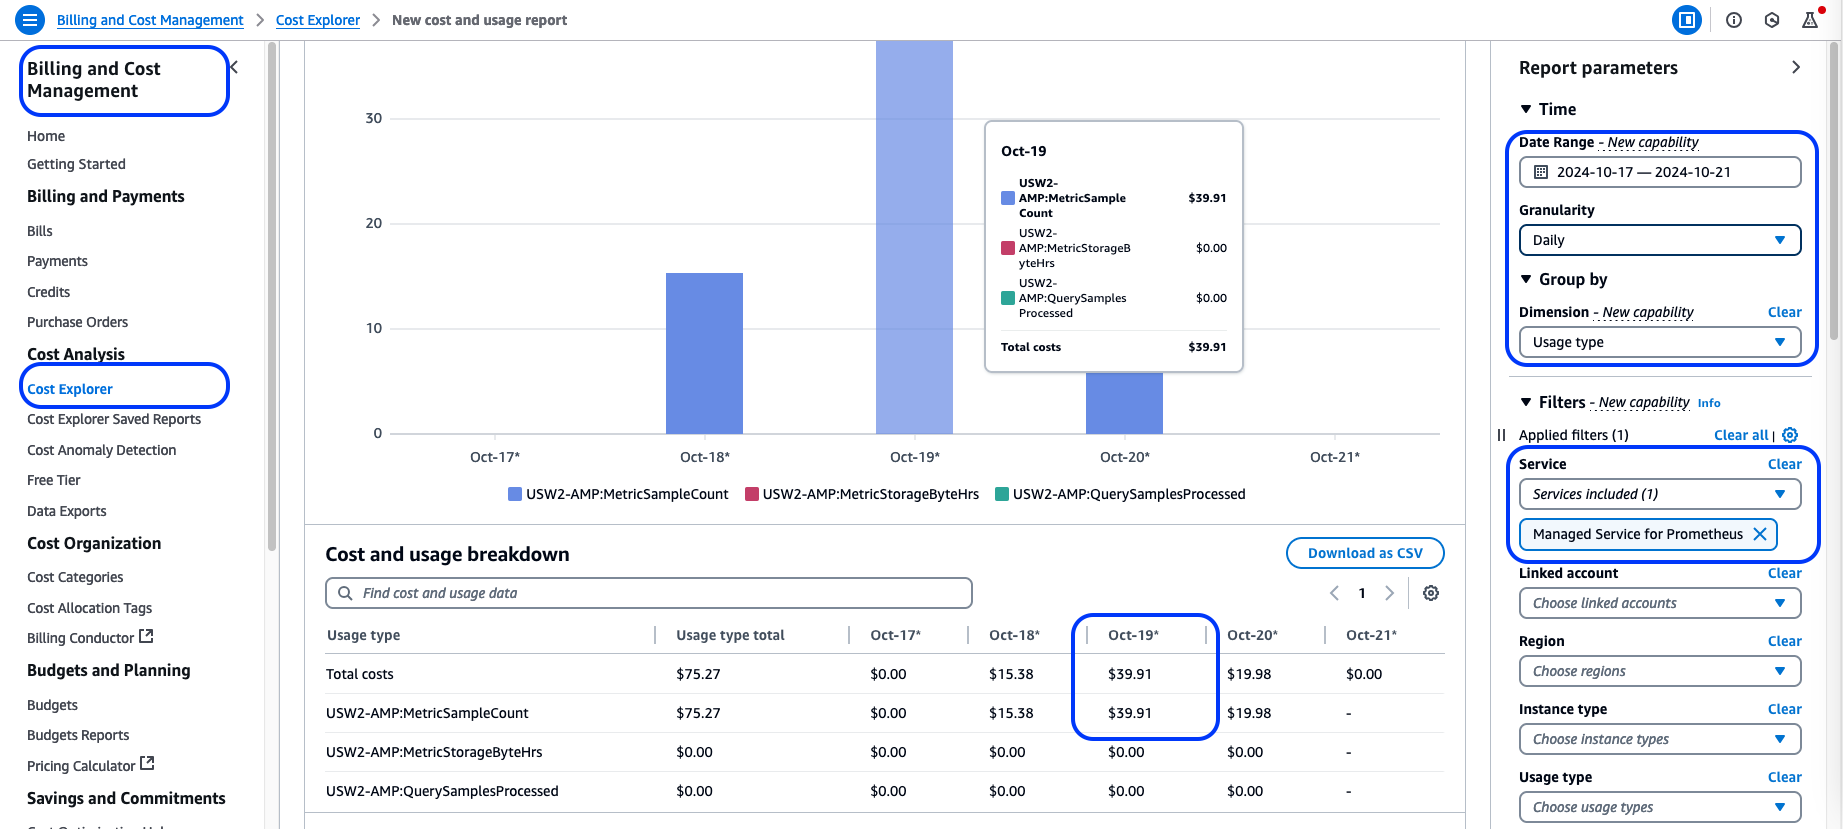 Billing and Cost Management
Cost Explorer
New cost and usage report
Billing and Cost
Management
Home
Getting Started
Billing and Payments
Bills
Payments
Credits
Purchase Orders
Cost Analysis
Cost Explorer
Cost Explorer Saved Reports
Cost Anomaly Detection
Free Tier
Data Exports
Cost Organization
Cost Categories
Cost Allocation Tags
Billing Conductor
Budgets and Planning
Budgets
Budgets Reports
Pricing Calculator
Savings and Commitments
30
20
10
0
Oct-17* Oct-18* Oct-19* Oct-20* Oct-21*
Oct-19
USW2-
AMP:MetricSample
Count
$39.91
USW2-
AMP:MetricStorageB
yteHrs
$0.00
USW2-
AMP:QuerySamples
Processed
$0.00
Total costs $39.91
USW2-AMP:MetricSampleCount USW2-AMP:MetricStorageByteHrs USW2-AMP:QuerySamplesProcessed
Cost and usage breakdown
Download as CSV
Find cost and usage data
1
Usage type Usage type total Oct-17* Oct-18* Oct-19* Oct-20* Oct-21*
Total costs $75.27 $0.00 $15.38 $39.91 $19.98 $0.00
USW2-AMP:MetricSampleCount $75.27 $0.00 $15.38 $39.91 $19.98 -
USW2-AMP:MetricStorageByteHrs $0.00 $0.00 $0.00 $0.00 $0.00 -
USW2-AMP:QuerySamplesProcessed $0.00 $0.00 $0.00 $0.00 $0.00 -
Report parameters
Time
Date Range - New capability
2024-10-17 — 2024-10-21
Granularity
Daily
Group by
Dimension - New capability Clear
Usage type
Filters - New capability Info
Applied filters (1) Clear all |
Service Clear
Services included (1)
Managed Service for Prometheus
Linked account Clear
Choose linked accounts
Region Clear
Choose regions
Instance type Clear
Choose instance types
Usage type Clear
Choose usage types